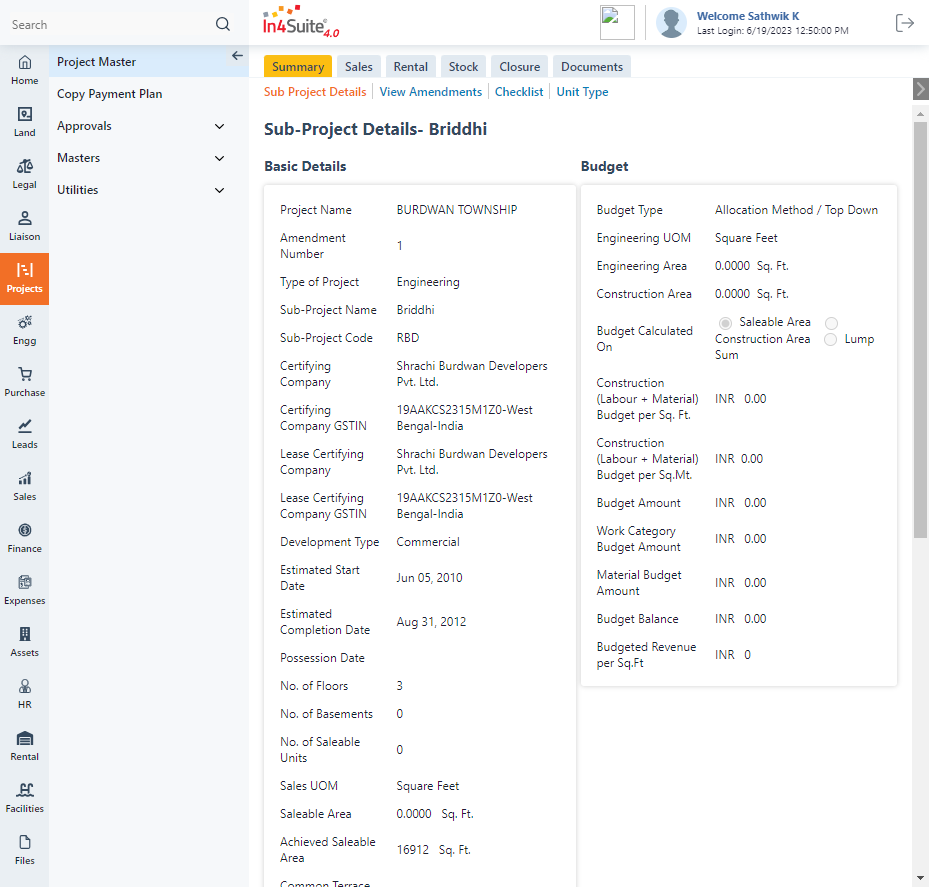 Search
In4Suite® 4.0
Welcome Sathwik K
Last Login: 6/19/2023 12:50:00 PM
Home
Land
Legal
Liaison
Projects
Engg
Purchase
Leads
Sales
Finance
Expenses
Assets
HR
Rental
Facilities
Files
Project Master
Copy Payment Plan
Approvals
Masters
Utilities
Summary Sales Rental Stock Closure Documents
Sub Project Details View Amendments Checklist Unit Type
Sub-Project Details- Briddhi
Basic Details
Project Name BURDWAN TOWNSHIP
Amendment
Number
1
Type of Project Engineering
Sub-Project Name Briddhi
Sub-Project Code RBD
Certifying
Company
Shrachi Burdwan Developers
Pvt. Ltd.
Certifying
Company GSTIN
19AAKCS2315M1Z0-West
Bengal-India
Lease Certifying
Company
Shrachi Burdwan Developers
Pvt. Ltd.
Lease Certifying
Company GSTIN
19AAKCS2315M1Z0-West
Bengal-India
Development Type Commercial
Estimated Start
Date
Jun 05, 2010
Estimated
Completion Date
Aug 31, 2012
Possession Date
No. of Floors 3
No. of Basements 0
No. of Saleable
Units
0
Sales UOM Square Feet
Saleable Area 0.0000 Sq. Ft.
Achieved Saleable
Area
16912 Sq. Ft.
Common Terrace
Budget
Budget Type Allocation Method / Top Down
Engineering UOM Square Feet
Engineering Area 0.0000 Sq. Ft.
Construction Area 0.0000 Sq. Ft.
Budget Calculated
On
Saleable Area
Construction Area Lump
Sum
Construction
(Labour + Material)
Budget per Sq. Ft.
INR 0.00
Construction
(Labour + Material)
Budget per Sq.Mt.
INR 0.00
Budget Amount INR 0.00
Work Category
Budget Amount
INR 0.00
Material Budget
Amount
INR 0.00
Budget Balance INR 0.00
Budgeted Revenue
per Sq.Ft
INR 0